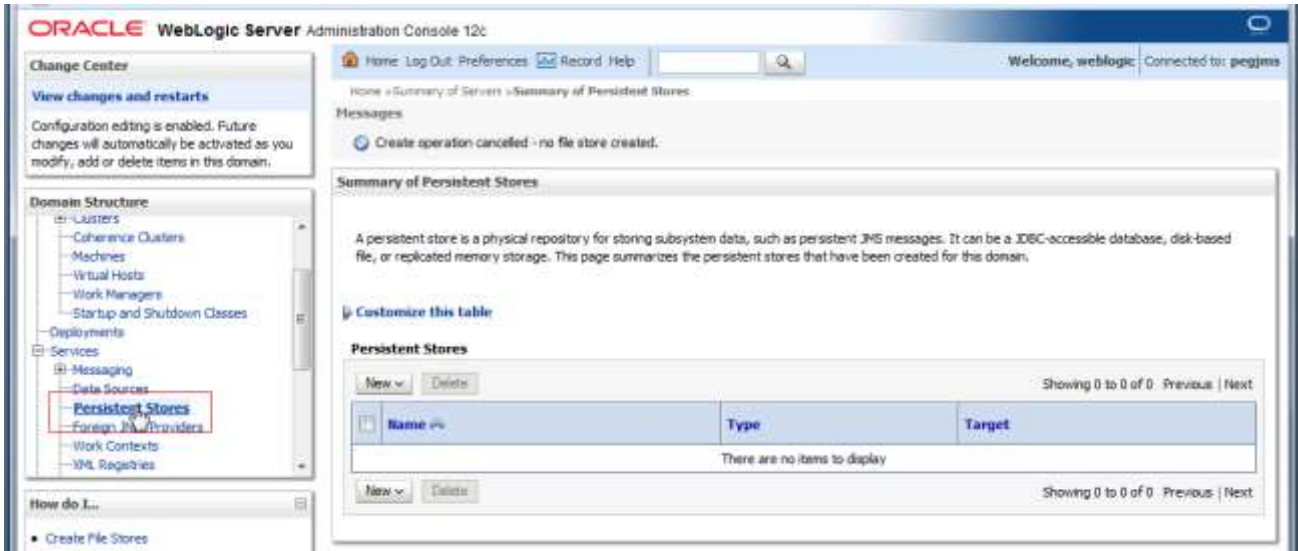 ORACLE WebLogic Server Administration Console 12c
Change Center
View changes and restarts
Configuration editing is enabled. Future
changes will automatically be activated as you
modify, add or delete items in this domain.
Domain Structure
Clusters
Coherence Clusters
Machines
Virtual Hosts
Work Managers
Startup and Shutdown Classes
Deployments
Services
Messaging
Data Sources
Persistent Stores
Foreign JMS Providers
Work Contexts
XML Registries
How do I...
Create File Stores
Home Log Out Preferences Record Help
Welcome, weblogic Connected to: pegjms
Home >Summary of Servers >Summary of Persistent Stores
Messages
Create operation cancelled - no file store created.
Summary of Persistent Stores
A persistent store is a physical repository for storing subsystem data, such as persistent JMS messages. It can be a JDBC-accessible database, disk-based
file, or replicated memory storage. This page summarizes the persistent stores that have been created for this domain.
Customize this table
Persistent Stores
New Delete Showing 0 to 0 of 0 Previous | Next
Name Type Target
There are no items to display
New Delete Showing 0 to 0 of 0 Previous | Next